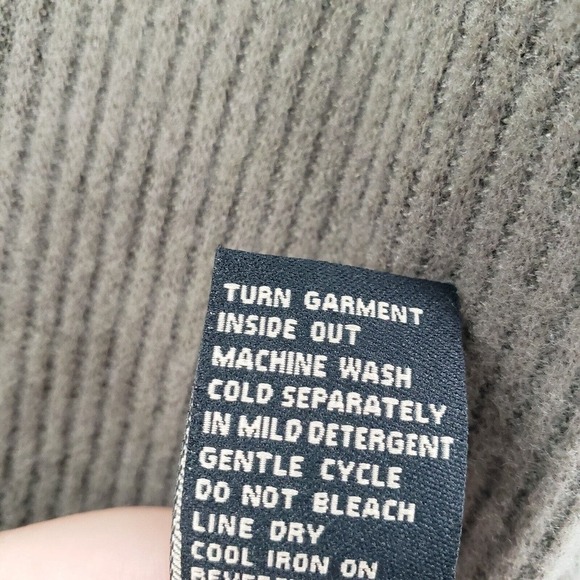 TURN GARMENT
INSIDE OUT
MACHINE WASH
COLD SEPARATELY
IN MILD DETERGENT
GENTLE CYCLE
DO NOT BLEACH
LINE DRY
COOL IRON ON